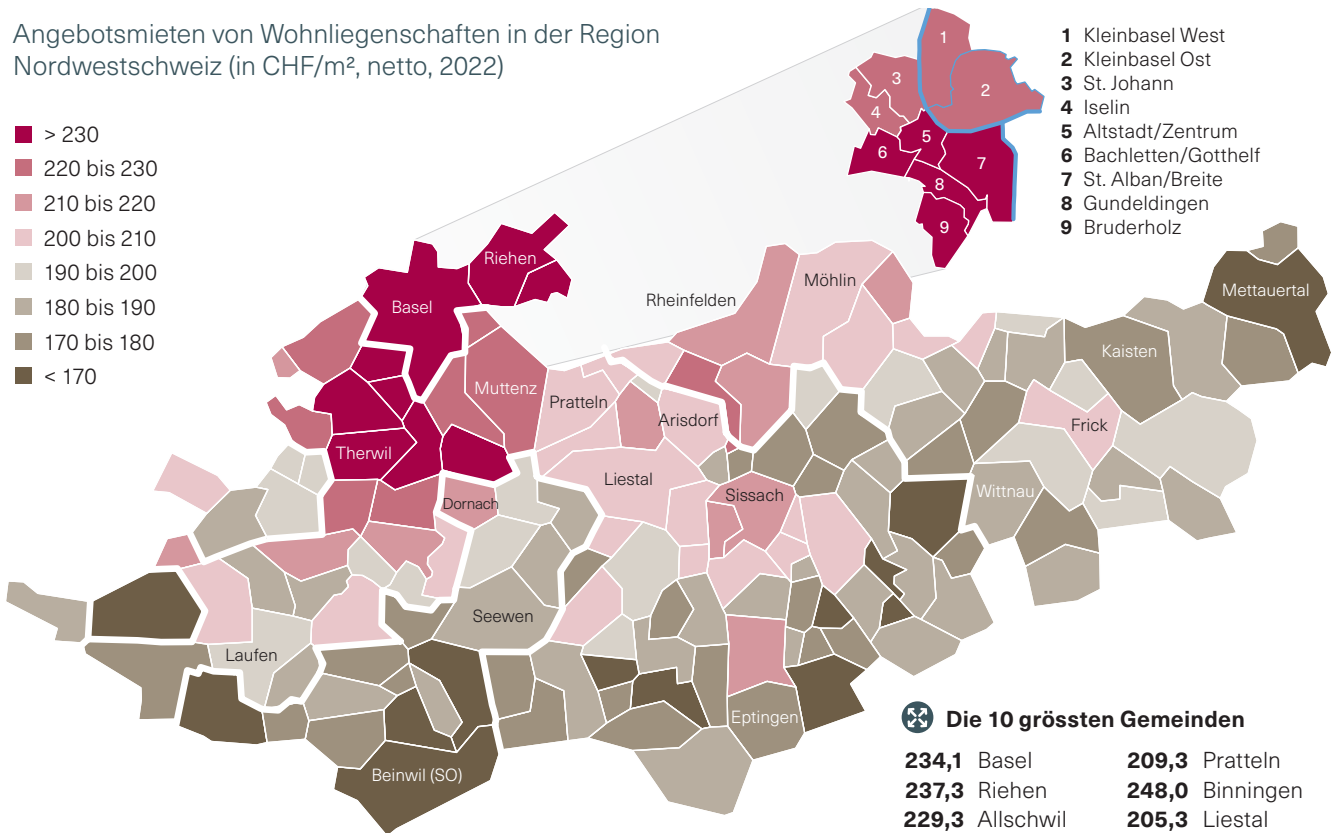 Angebotsmieten von Wohnliegenschaften in der Region
Nordwestschweiz (in CHF/m², netto, 2022)
> 230
220 bis 230
210 bis 220
200 bis 210
190 bis 200
180 bis 190
170 bis 180
< 170
1 Kleinbasel West
2 Kleinbasel Ost
3 St. Johann
4 Iselin
5 Altstadt/Zentrum
6 Bachletten/Gotthelf
7 St. Alban/Breite
8 Gundeldingen
9 Bruderholz
1
2
3
4
5
6
7
8
9
Riehen
Basel
Rheinfelden
Möhlin
Mettauertal
Kaisten
Muttenz
Pratteln
Arisdorf
Frick
Therwil
Liestal
Sissach
Wittnau
Dornach
Seewen
Laufen
Eptingen
Beinwil (SO)
Die 10 grössten Gemeinden
234,1 Basel
237,3 Riehen
229,3 Allschwil
209,3 Pratteln
248,0 Binningen
205,3 Liestal